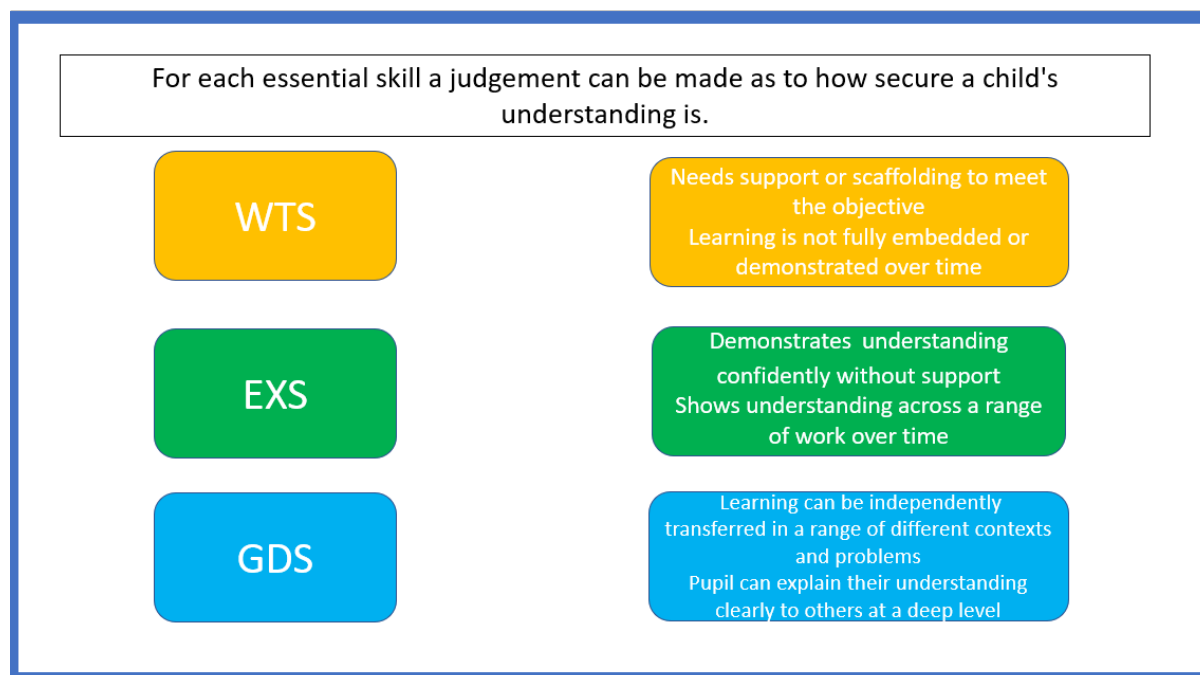 For each essential skill a judgement can be made as to how secure a child's
understanding is.
WTS
Needs support or scaffolding to meet
the objective
Learning is not fully embedded or
demonstrated over time
EXS
Demonstrates understanding
confidently without support
Shows understanding across a range
of work over time
GDS
Learning can be independently
transferred in a range of different contexts
and problems
Pupil can explain their understanding
clearly to others at a deep level